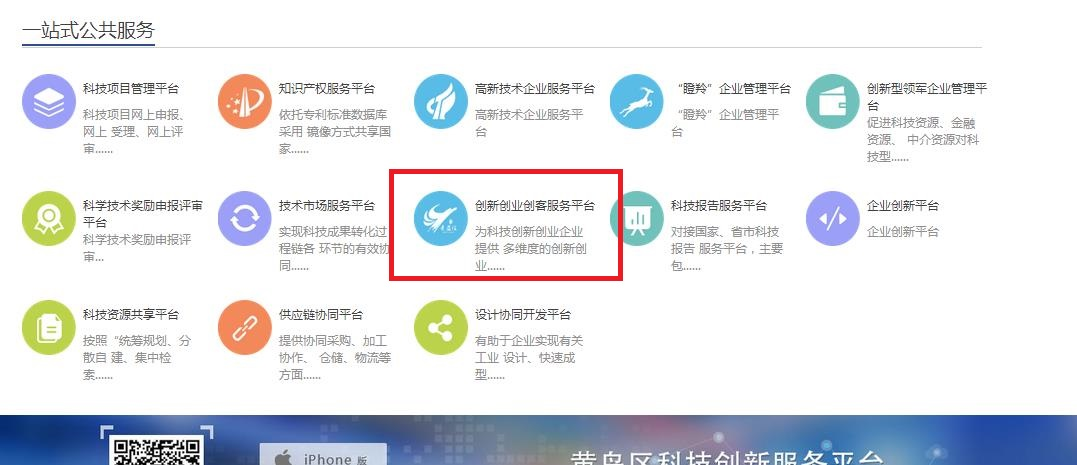 一站式公共服务
科技项目管理平台
科技项目网上申报、
网上 受理、网上评
审......
知识产权服务平台
依托专利标准数据库
采用 镜像方式共享国
家......
高新技术企业服务平台
高新技术企业服务平
台
“瞪羚”企业管理平台
“瞪羚”企业管理平
台
创新型领军企业管理平
台
促进科技资源、金融
资源、 中介资源对科
技型......
科学技术奖励申报评审
平台
科学技术奖励申报评
审...
技术市场服务平台
实现科技成果转化过
程链各 环节的有效协
同......
创新创业创客服务平台
为科技创新创业企业
提供 多维度的创新创
业......
科技报告服务平台
对接国家、省市科技
报告 服务平台，主要
包......
企业创新平台
企业创新平台
科技资源共享平台
按照“统筹规划、分
散自 建、集中检
索......
供应链协同平台
提供协同采购、加工
协作、 仓储、物流等
方面......
设计协同开发平台
有助于企业实现有关
工业 设计、快速成
型......
iPhone 版
黄岛区科技创新服务平台